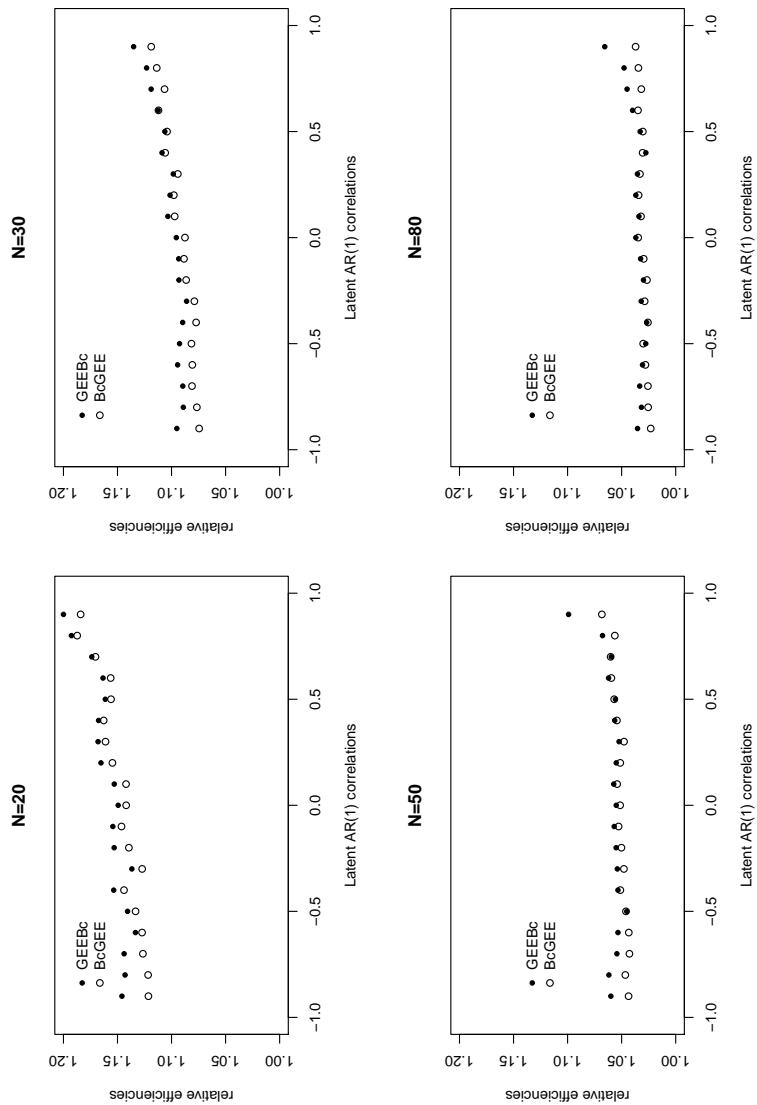 N=20
GEEBc
BcGEE
relative efficiencies
1.20
1.15
1.10
1.05
1.00
−1.0 −0.5 0.0 0.5 1.0
Latent AR(1) correlations
N=30
GEEBc
BcGEE
relative efficiencies
1.20
1.15
1.10
1.05
1.00
−1.0 −0.5 0.0 0.5 1.0
Latent AR(1) correlations
N=50
GEEBc
BcGEE
relative efficiencies
1.20
1.10
1.05
1.00
−1.0 −0.5 0.0 0.5 1.0
Latent AR(1) correlations
N=80
GEEBc
BcGEE
relative efficiencies
1.20
1.10
1.05
1.00
−1.0 −0.5 0.0 0.5 1.0
Latent AR(1) correlations